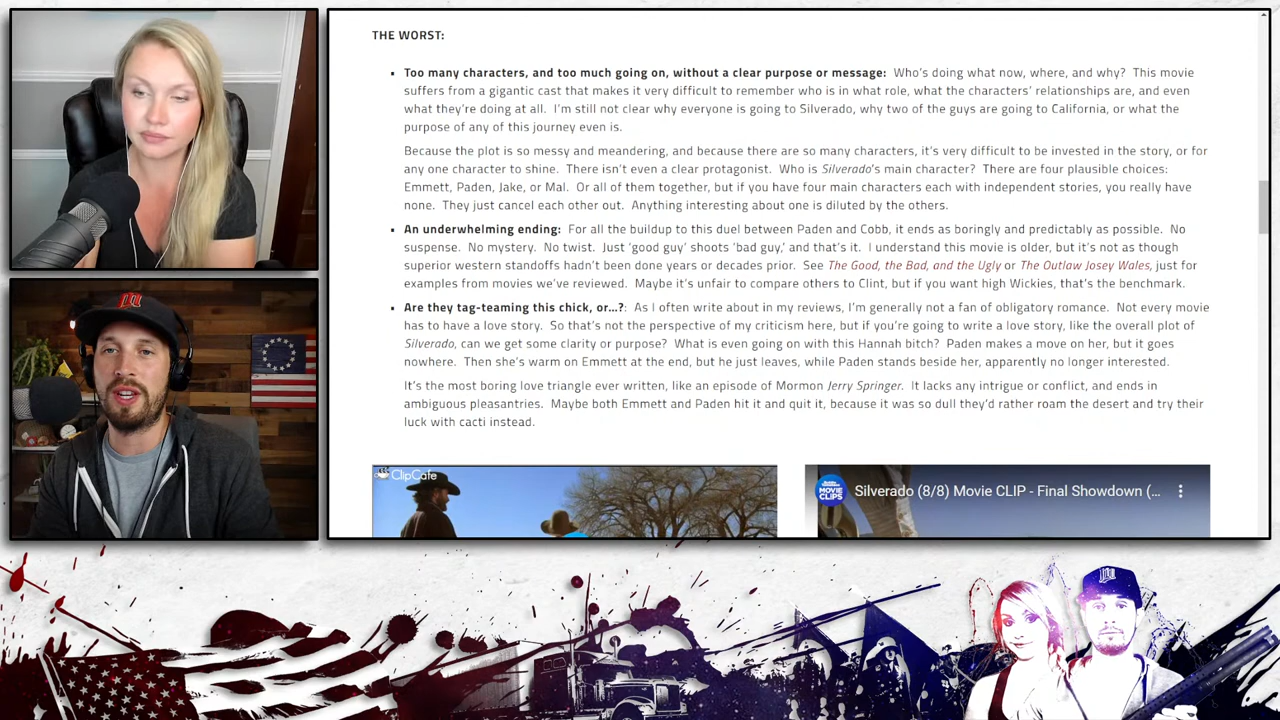 THE WORST:
Too many characters, and too much going on, without a clear purpose or message: Who's doing what now, where, and why? This movie
suffers from a gigantic cast that makes it very difficult to remember who is in what role, what the characters' relationships are, and even
what they're doing at all. I'm still not clear why everyone is going to Silverado, why two of the guys are going to California, or what the
purpose of any of this journey even is.
Because the plot is so messy and meandering, and because there are so many characters, it's very difficult to be invested in the story, or for
any one character to shine. There isn't even a clear protagonist. Who is Silverado's main character? There are four plausible choices:
Emmett, Paden, Jake, or Mal. Or all of them together, but if you have four main characters each with independent stories, you really have
none. They just cancel each other out. Anything interesting about one is diluted by the others.
An underwhelming ending: For all the buildup to this duel between Paden and Cobb, it ends as boringly and predictably as possible. No
suspense. No mystery. No twist. Just 'good guy' shoots 'bad guy,' and that's it. I understand this movie is older, but it's not as though
superior western standoffs hadn't been done years or decades prior. See The Good, the Bad, and the Ugly or The Outlaw Josey Wales, just for
examples from movies we've reviewed. Maybe it's unfair to compare others to Clint, but if you want high Wickies, that's the benchmark.
Are they tag-teaming this chick, or...?: As I often write about in my reviews, I'm generally not a fan of obligatory romance. Not every movie
has to have a love story. So that's not the perspective of my criticism here, but if you're going to write a love story, like the overall plot of
Silverado, can we get some clarity or purpose? What is even going on with this Hannah bitch? Paden makes a move on her, but it goes
nowhere. Then she's warm on Emmett at the end, but he just leaves, while Paden stands beside her, apparently no longer interested.
It's the most boring love triangle ever written, like an episode of Mormon Jerry Springer. It lacks any intrigue or conflict, and ends in
ambiguous pleasantries. Maybe both Emmett and Paden hit it and quit it, because it was so dull they'd rather roam the desert and try their
luck with cacti instead.
ClipCafe
MOVIE CLIPS
Silverado (8/8) Movie CLIP - Final Showdown (...